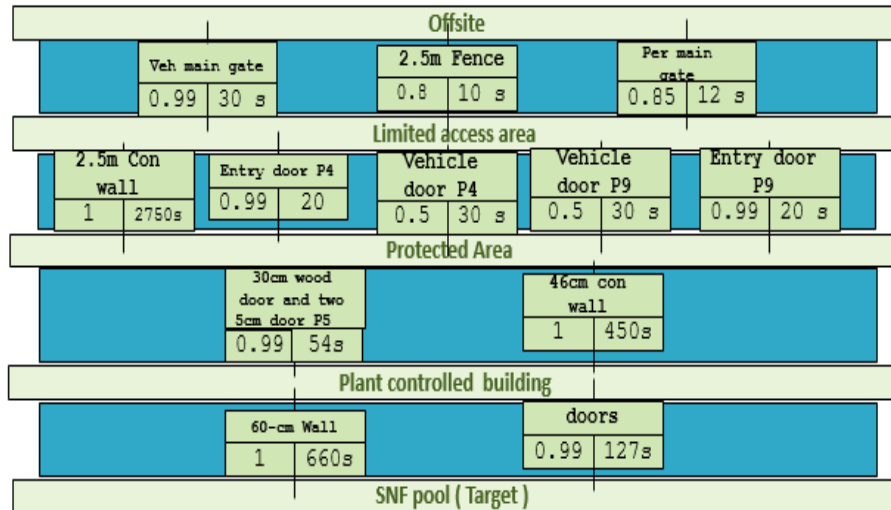 Offsite
Veh main gate
0.99 30 s
2.5m Fence
0.8 10 s
Per main
gate
0.85 12 s
Limited access area
2.5m Con
wall
1 2750s
Entry door P4
0.99 20
Vehicle
door P4
0.5 30 s
Vehicle
door P9
0.5 30 s
Entry door
P9
0.99 20 s
Protected Area
30cm wood
door and two
5cm door P5
0.99 54s
46cm con
wall
1 450s
Plant controlled building
60-cm Wall
1 660s
doors
0.99 127s
SNF pool ( Target )